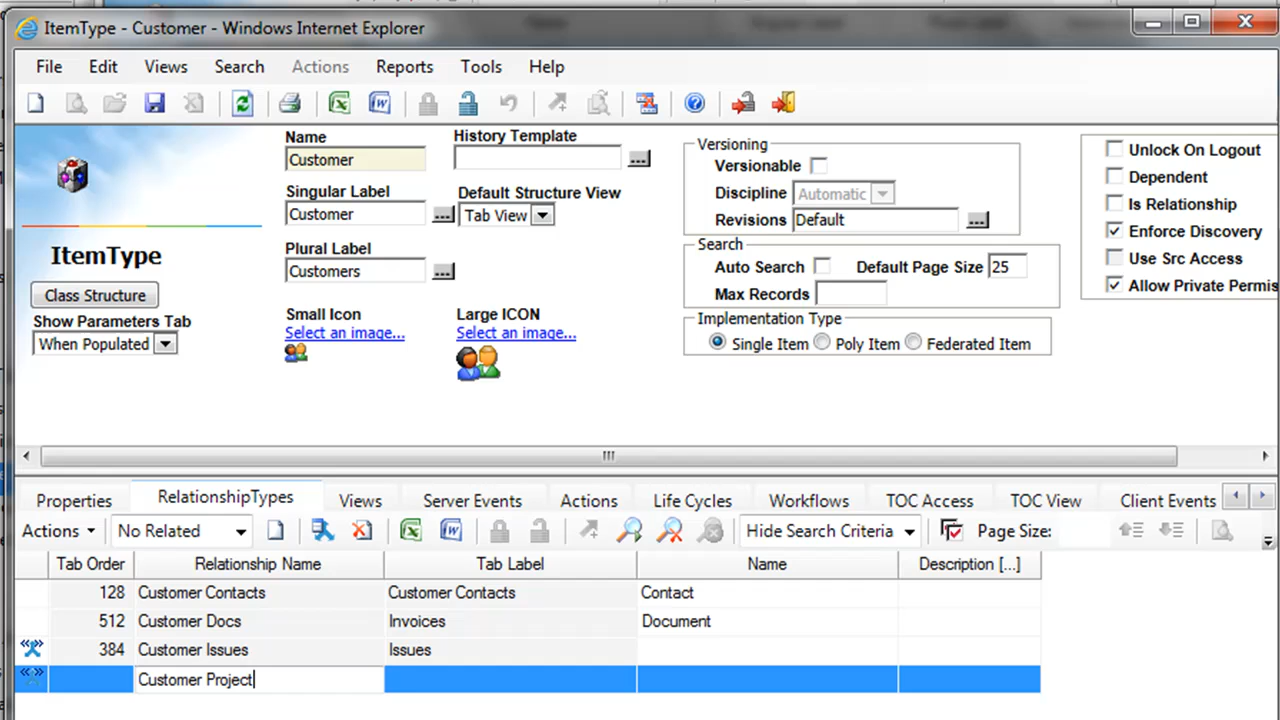 ItemType - Customer - Windows Internet Explorer
File Edit Views Search Actions Reports Tools Help
Name
Customer
History Template
...
Singular Label
Customer
...
Default Structure View
Tab View
Plural Label
Customers
...
ItemType
Class Structure
Show Parameters Tab
When Populated
Small Icon
Select an image...
Large ICON
Select an image...
Versioning
Versionable
Discipline Automatic
Revisions Default ...
Search
Auto Search Default Page Size 25
Max Records
Implementation Type
Single Item Poly Item Federated Item
Unlock On Logout
Dependent
Is Relationship
Enforce Discovery
Use Src Access
Allow Private Permis
Properties RelationshipTypes Views Server Events Actions Life Cycles Workflows TOC Access TOC View Client Events
Actions No Related Hide Search Criteria Page Size:
Tab Order Relationship Name Tab Label Name Description [...]
128 Customer Contacts Customer Contacts Contact
512 Customer Docs Invoices Document
384 Customer Issues Issues
Customer Project